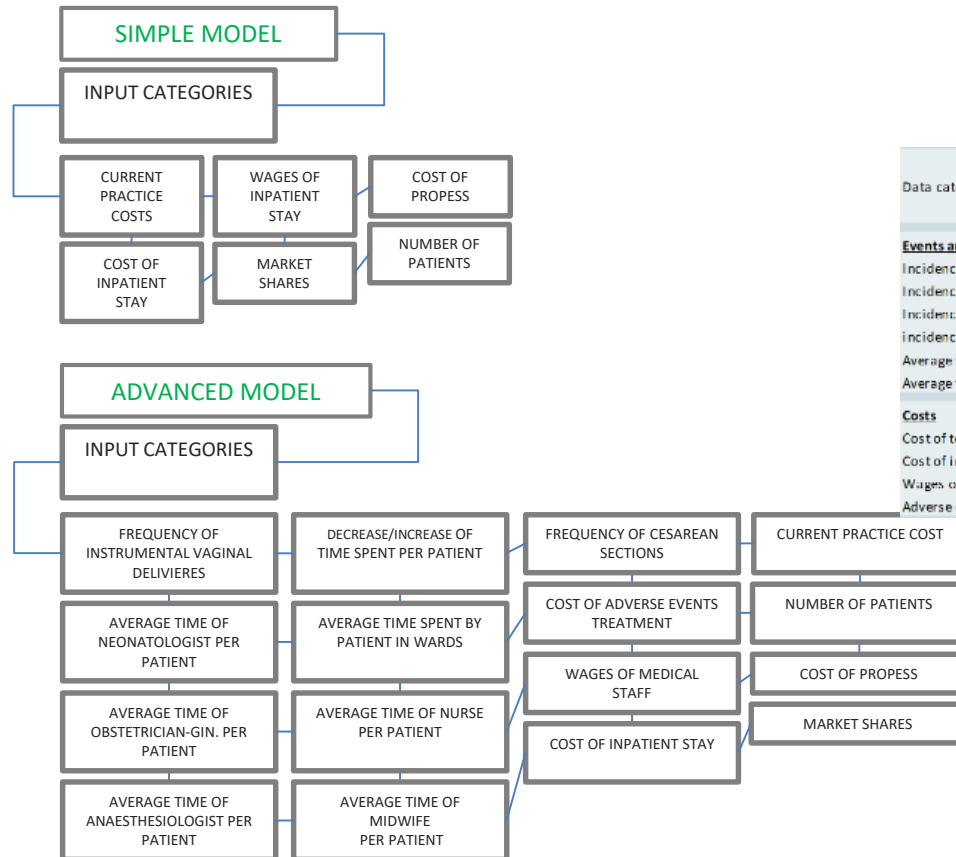 SIMPLE MODEL
INPUT CATEGORIES
CURRENT
PRACTICE
COSTS
WAGES OF
INPATIENT
STAY
COST OF
PROPESS
COST OF
INPATIENT
STAY
MARKET
SHARES
NUMBER OF
PATIENTS
Data
Events
Average
Average
Costs
Cost of
Cost of
Wages
Adverse
ADVANCED MODEL
INPUT CATEGORIES
FREQUENCY OF
INSTRUMENTAL VAGINAL
DELIVIERES
DECREASE/INCREASE OF
TIME SPENT PER PATIENT
FREQUENCY OF CESAREAN
SECTIONS
CURRENT PRACTICE COST
AVERAGE TIME OF
NEONATOLOGIST PER
PATIENT
AVERAGE TIME SPENT BY
PATIENT IN WARDS
COST OF ADVERSE EVENTS
TREATMENT
NUMBER OF PATIENTS
AVERAGE TIME OF
OBSTETRICIAN-GIN. PER
PATIENT
AVERAGE TIME OF NURSE
PER PATIENT
WAGES OF MEDICAL
STAFF
COST OF PROPESS
AVERAGE TIME OF
ANAESTHESIOLOGIST PER
PATIENT
AVERAGE TIME OF
MIDWIFE
PER PATIENT
COST OF INPATIENT STAY
MARKET SHARES